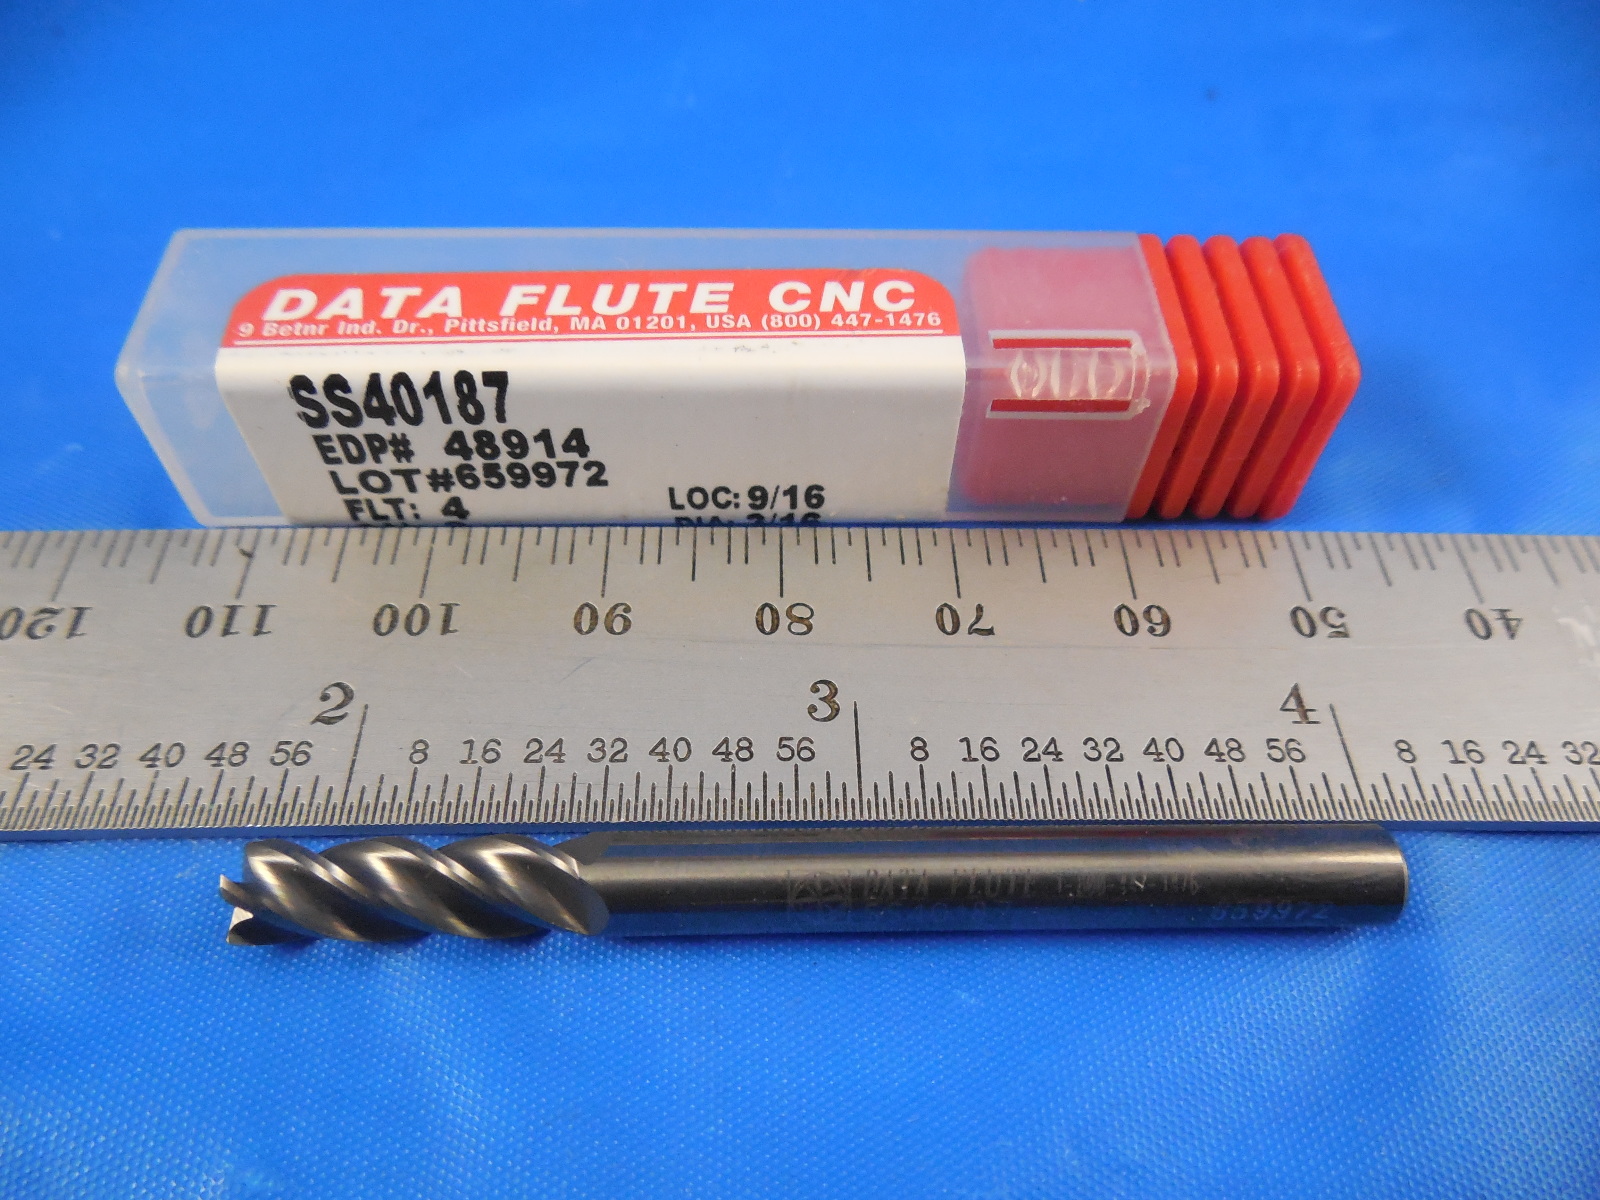 DATA FLUTE CNC
9 Betnr Ind. Dr., Pittsfield, MA 01201, USA (800) 447-1476
SS40187
EDP# 48914
LOT#659972
FLT: 4 LOC: 9/16
DIA: 3/16
120 110 100 90 80 70 60 50 40
2 3 4
24 32 40 48 56 8 16 24 32 40 48 56 8 16 24 32 40 48 56 8 16 24 32
DATA FLUTE
659972